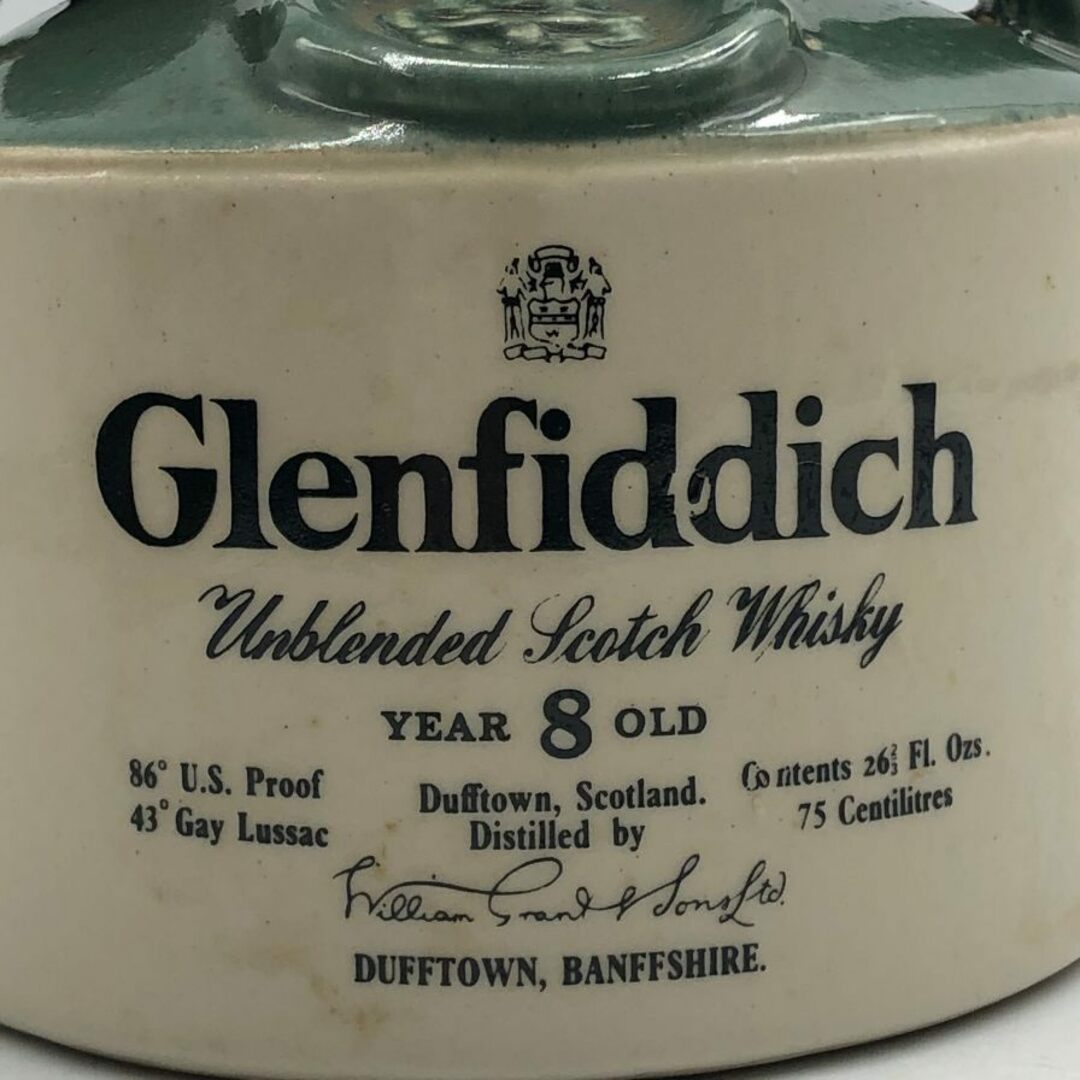 Glenfiddich
Unblended Scotch Whisky
YEAR 8 OLD
86° U.S. Proof
43° Gay Lussac
Dufftown, Scotland.
Distilled by
Contents 26⅔ Fl. Ozs.
75 Centilitres
William Grant & Sons Ltd.
DUFFTOWN, BANFFSHIRE.